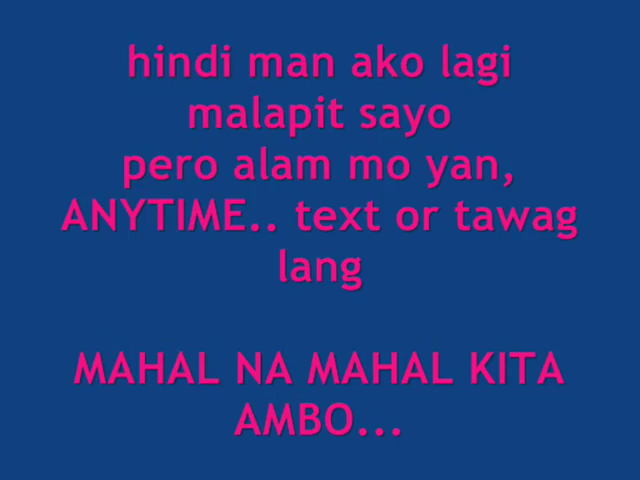 hindi man ako lagi
malapit sayo
pero alam mo yan,
ANYTIME.. text or tawag
lang
MAHAL NA MAHAL KITA
AMBO...